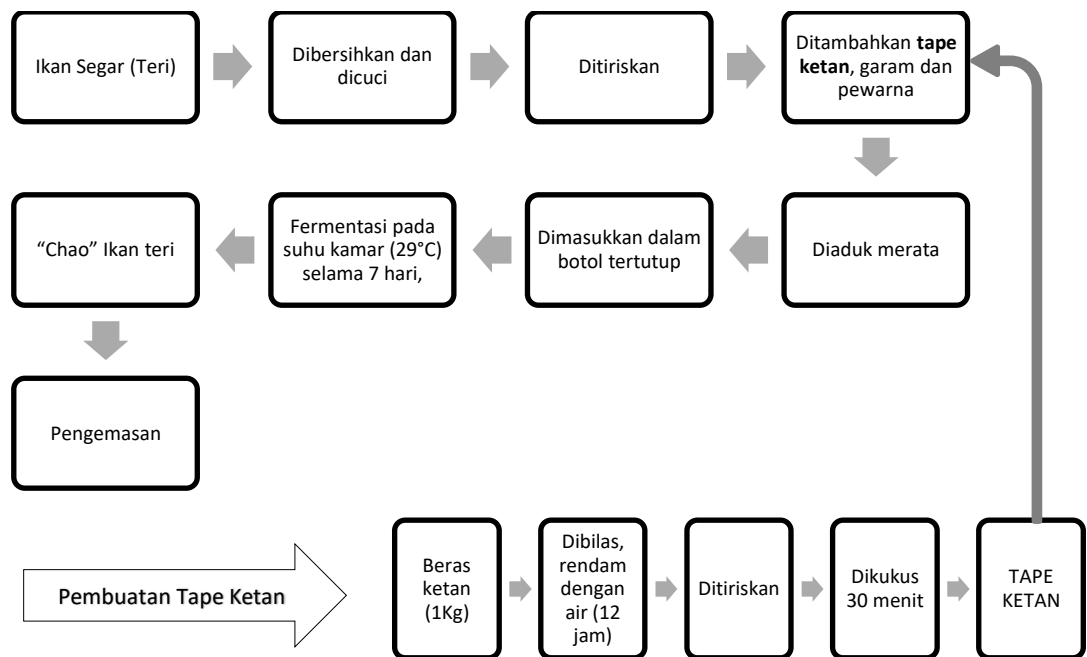 Ikan Segar (Teri)
Dibersihkan dan
dicuci
Ditiriskan
Ditambahkan tape
ketan, garam dan
pewarna
Diaduk merata
Dimasukkan dalam
botol tertutup
Fermentasi pada
suhu kamar (29°C)
selama 7 hari,
“Chao” Ikan teri
Pengemasan
Pembuatan Tape Ketan
Beras
ketan
(1Kg)
Dibilas,
rendam
dengan
air (12
jam)
Ditiriskan
Dikukus
30 menit
TAPE
KETAN